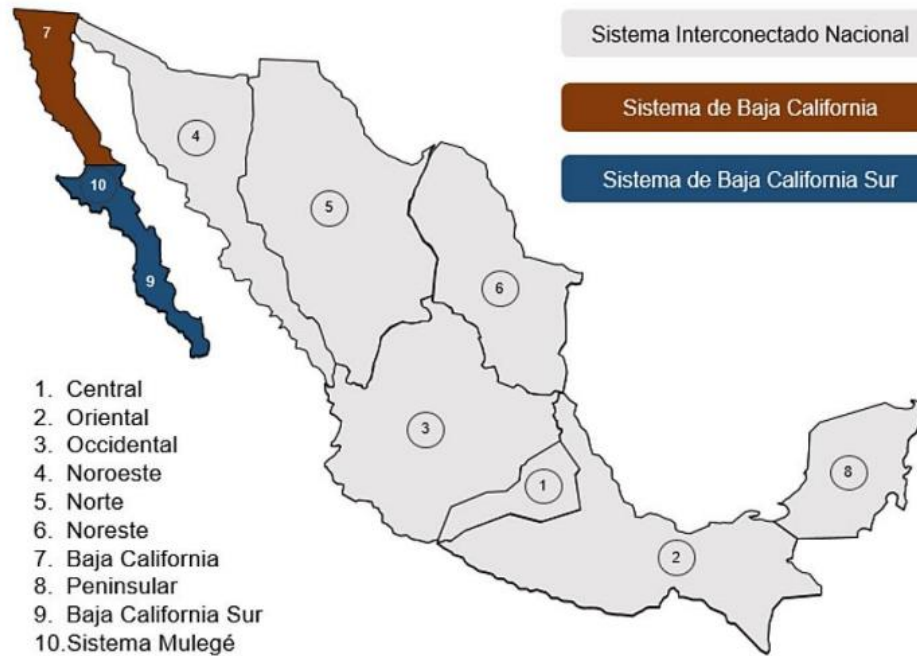 Sistema Interconectado Nacional
Sistema de Baja California
Sistema de Baja California Sur
7
4
10
5
9
6
3
1
8
2
1. Central
2. Oriental
3. Occidental
4. Noroeste
5. Norte
6. Noreste
7. Baja California
8. Peninsular
9. Baja California Sur
10.Sistema Mulegé